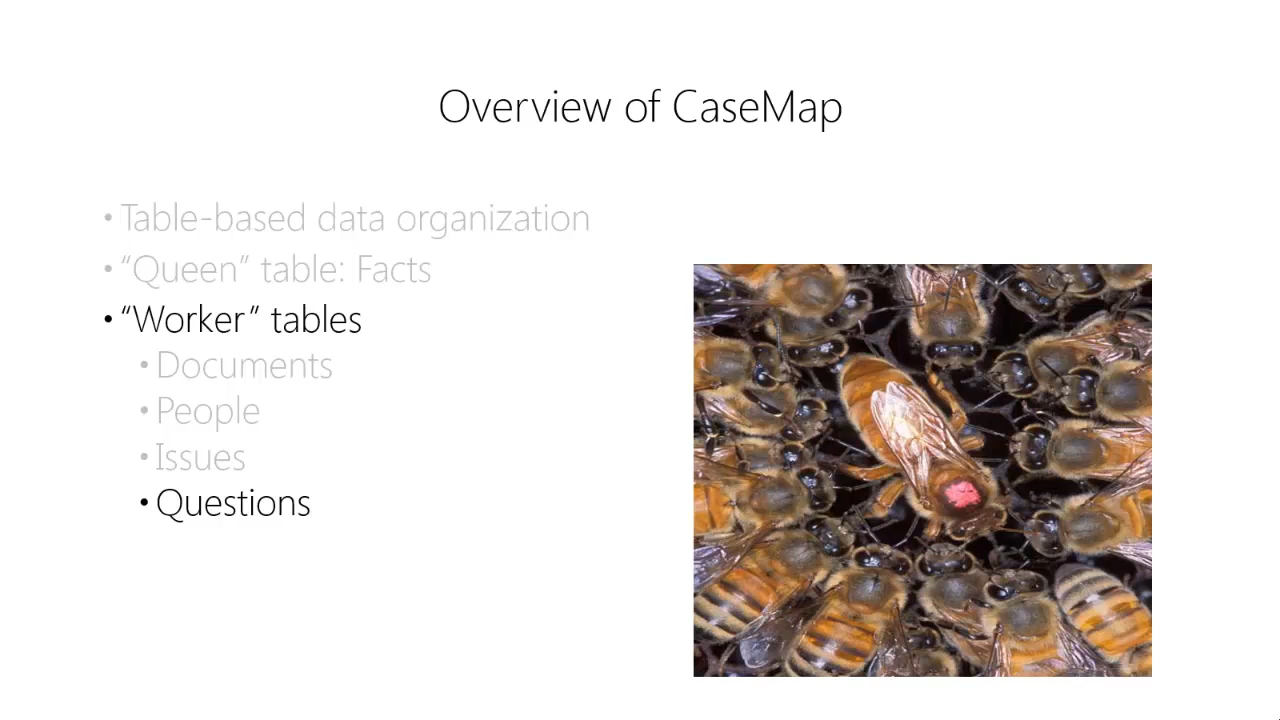 Overview of CaseMap
• Table-based data organization
• “Queen” table: Facts
• “Worker” tables
• Documents
• People
• Issues
• Questions